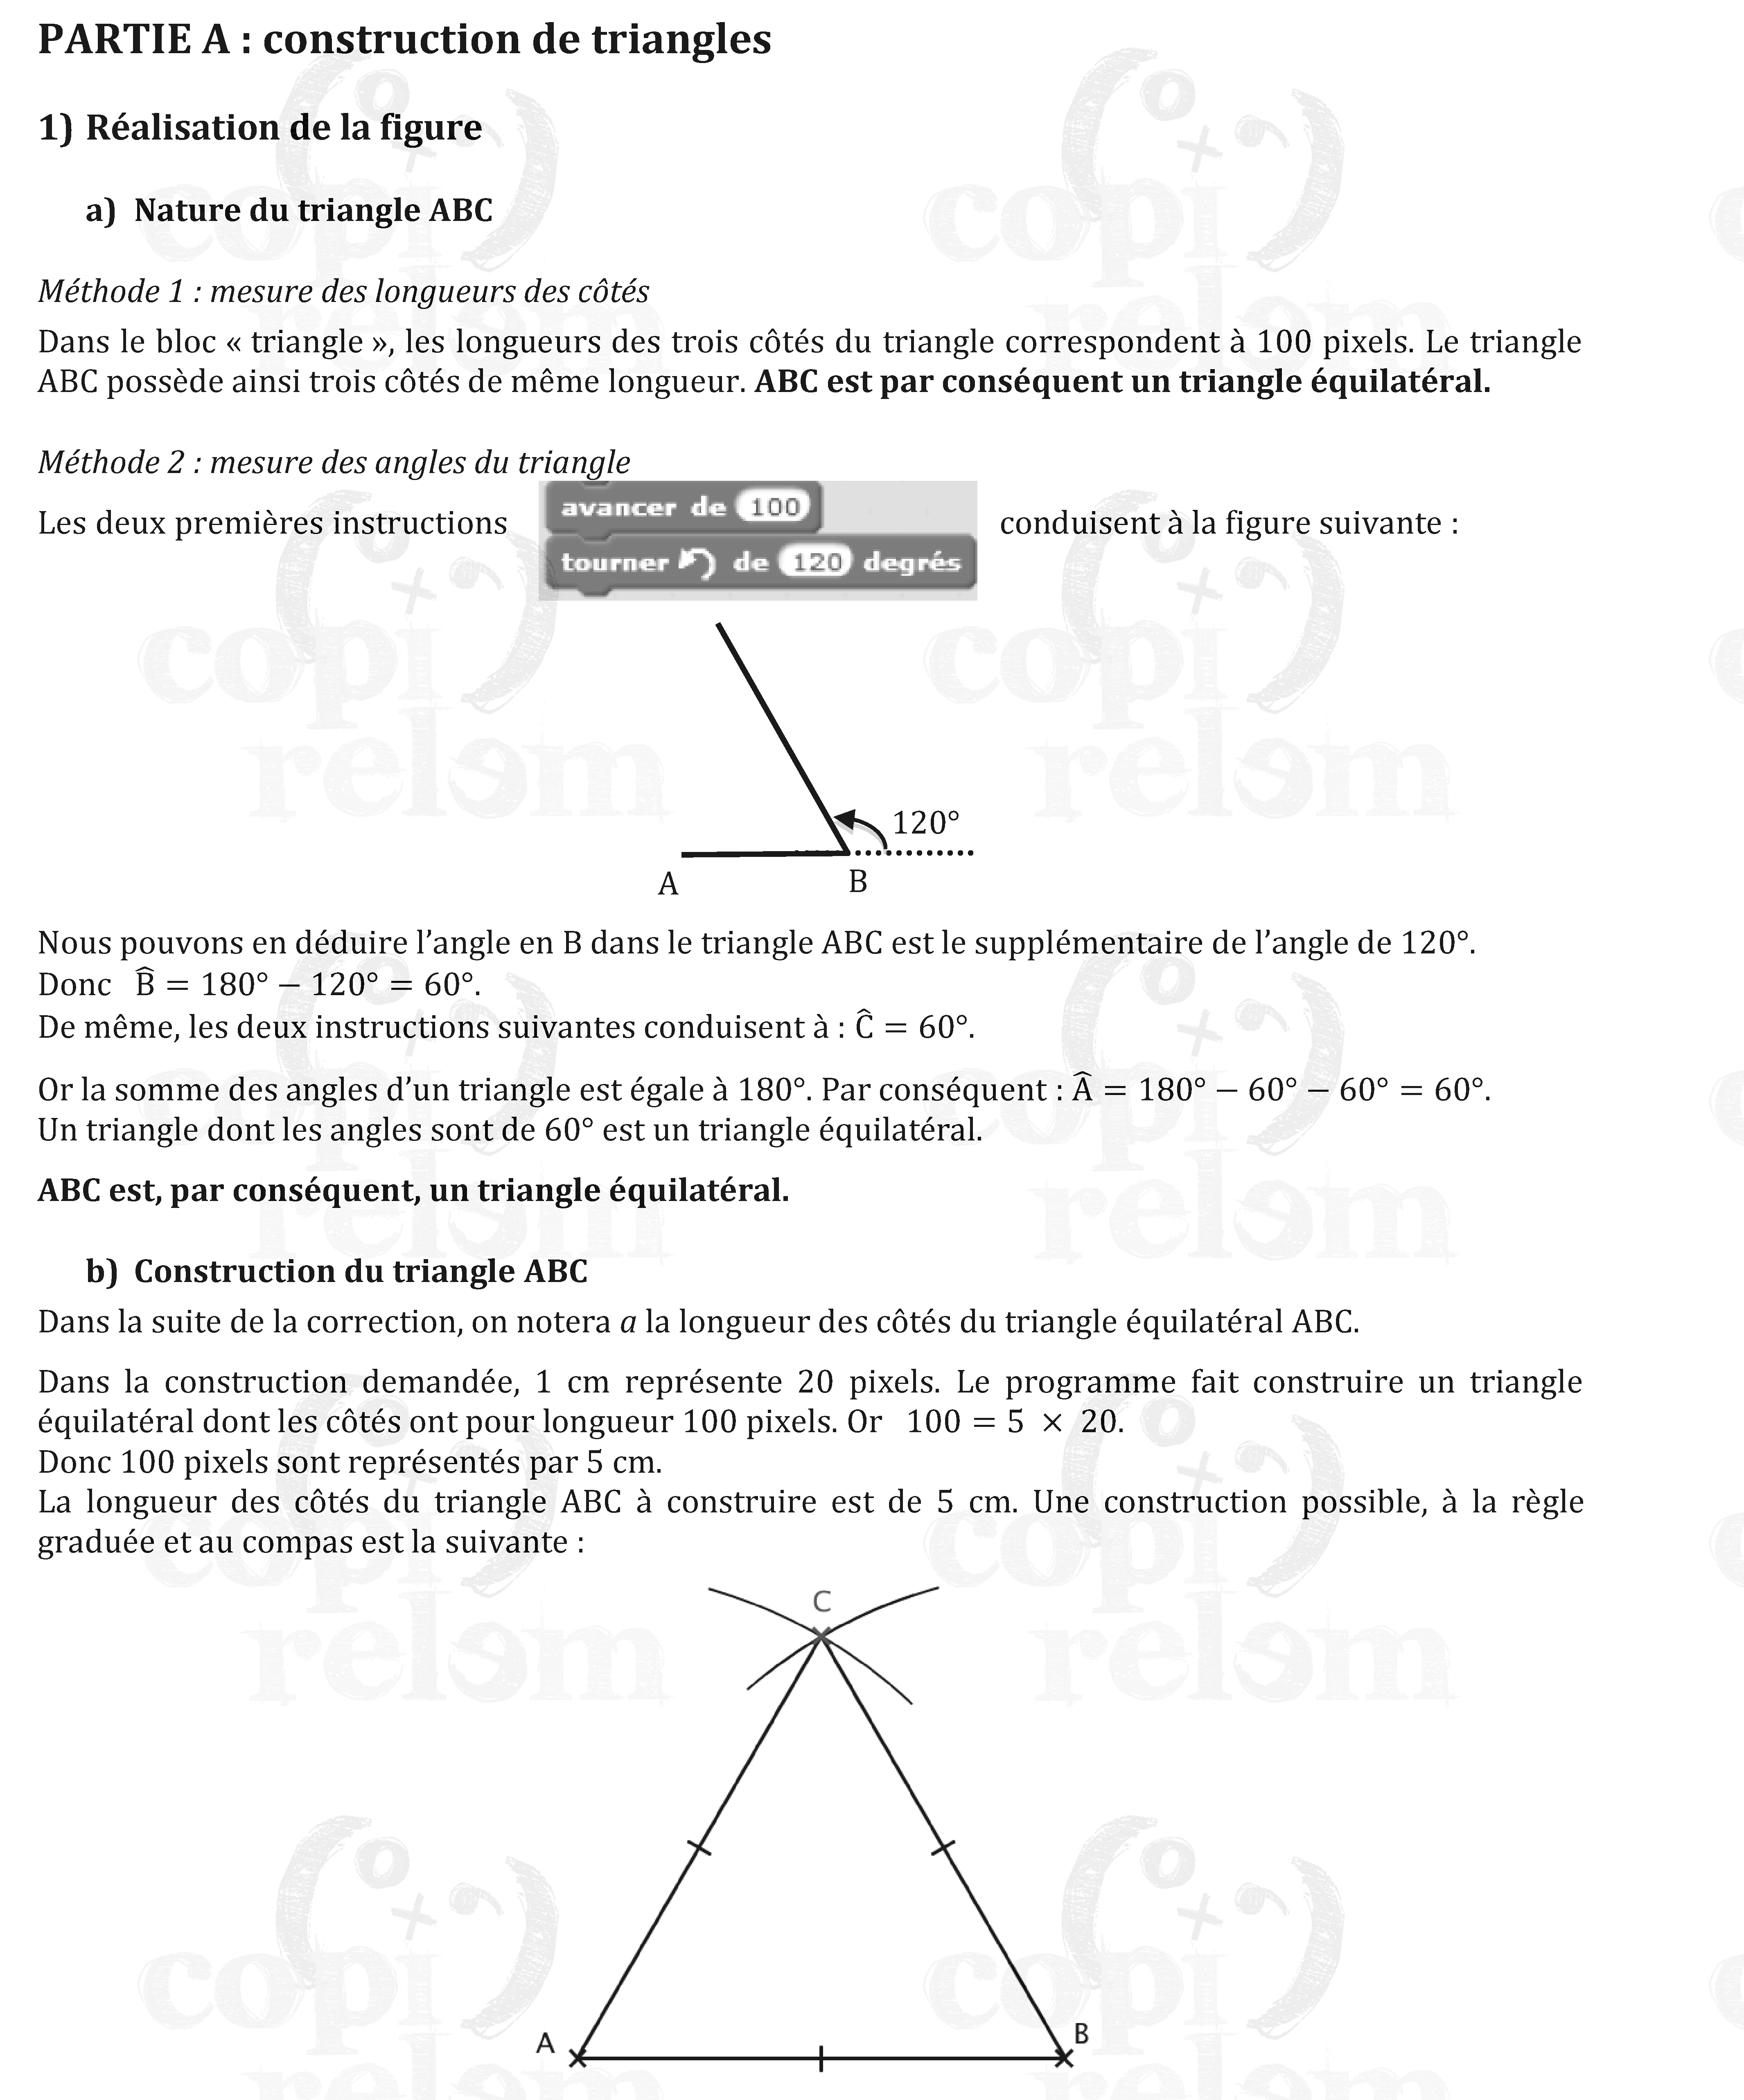 PARTIE A : construction de triangles
1) Réalisation de la figure
a) Nature du triangle ABC
Méthode 1 : mesure des longueurs des côtés
Dans le bloc « triangle », les longueurs des trois côtés du triangle correspondent à 100 pixels. Le triangle
ABC possède ainsi trois côtés de même longueur. ABC est par conséquent un triangle équilatéral.
Méthode 2 : mesure des angles du triangle
Les deux premières instructions
avancer de 100
tourner de 120 degrés
conduisent à la figure suivante :
120°
A
B
Nous pouvons en déduire l'angle en B dans le triangle ABC est le supplémentaire de l'angle de 120°.
Donc B̂ = 180° − 120° = 60°.
De même, les deux instructions suivantes conduisent à : Ĉ = 60°.
Or la somme des angles d'un triangle est égale à 180°. Par conséquent : Â = 180° − 60° − 60° = 60°.
Un triangle dont les angles sont de 60° est un triangle équilatéral.
ABC est, par conséquent, un triangle équilatéral.
b) Construction du triangle ABC
Dans la suite de la correction, on notera a la longueur des côtés du triangle équilatéral ABC.
Dans la construction demandée, 1 cm représente 20 pixels. Le programme fait construire un triangle
équilatéral dont les côtés ont pour longueur 100 pixels. Or 100 = 5 × 20.
Donc 100 pixels sont représentés par 5 cm.
La longueur des côtés du triangle ABC à construire est de 5 cm. Une construction possible, à la règle
graduée et au compas est la suivante :
C
A
B
copirelem